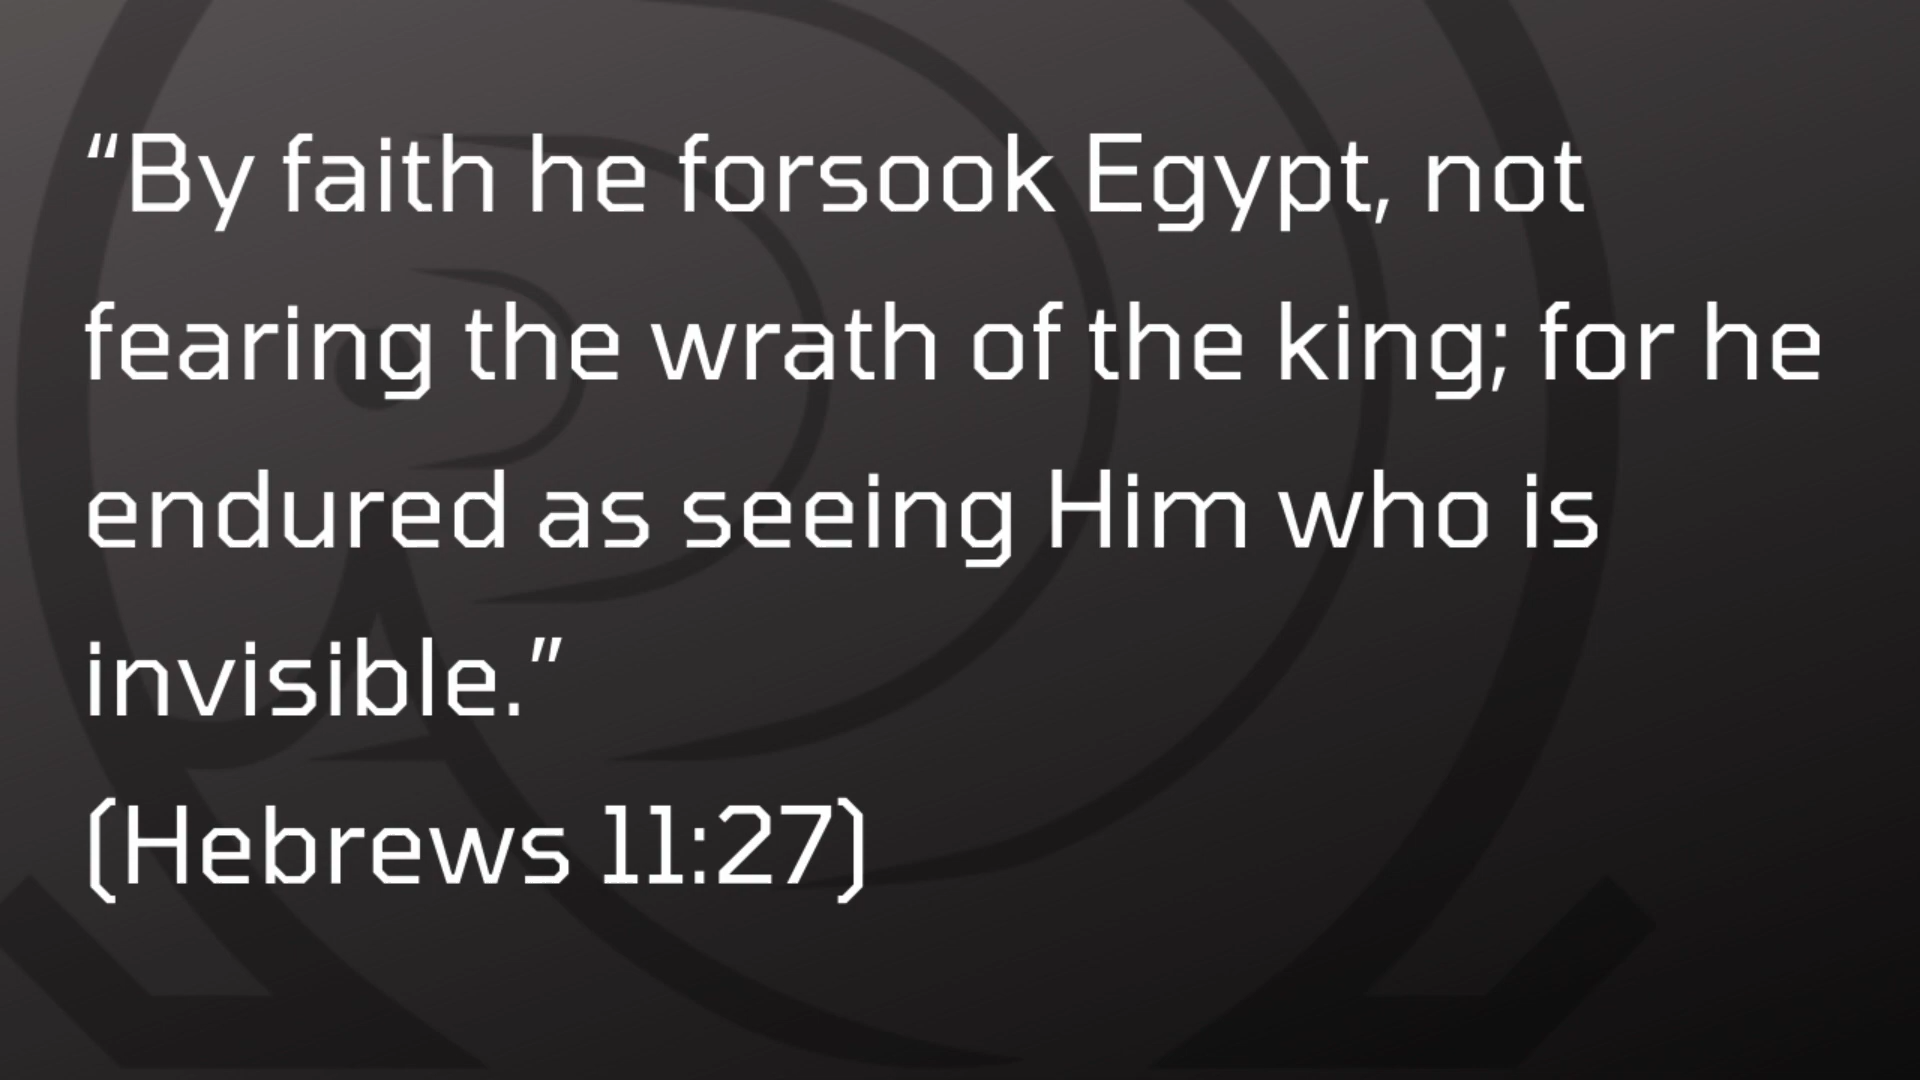 “By faith he forsook Egypt, not
fearing the wrath of the king; for he
endured as seeing Him who is
invisible.”
(Hebrews 11:27)